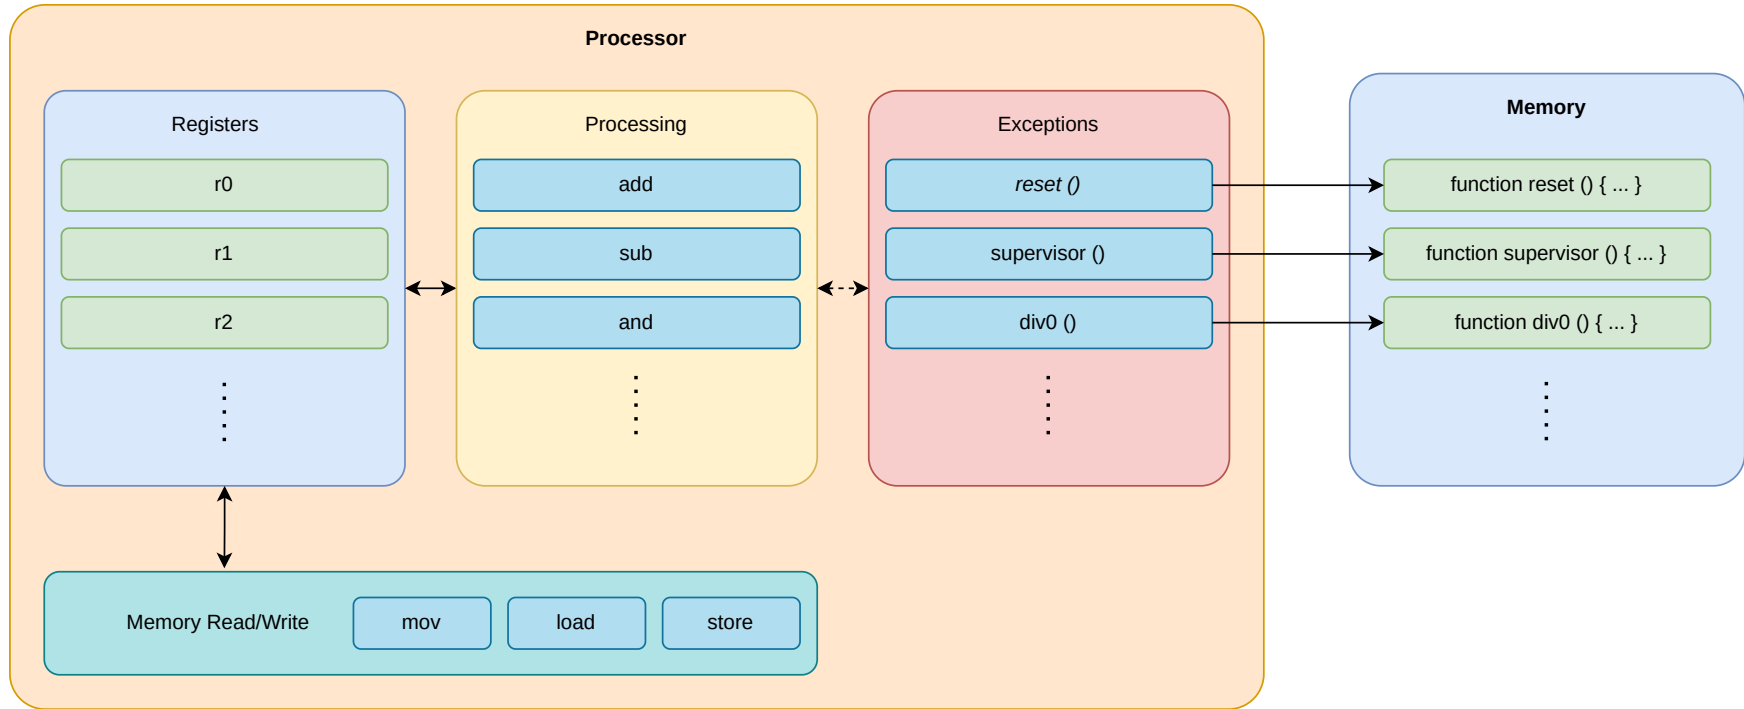 Processor
Registers
r0
r1
r2
Processing
add
sub
and
Exceptions
reset ()
supervisor ()
div0 ()
Memory
function reset () { ... }
function supervisor () { ... }
function div0 () { ... }
Memory Read/Write
mov
load
store